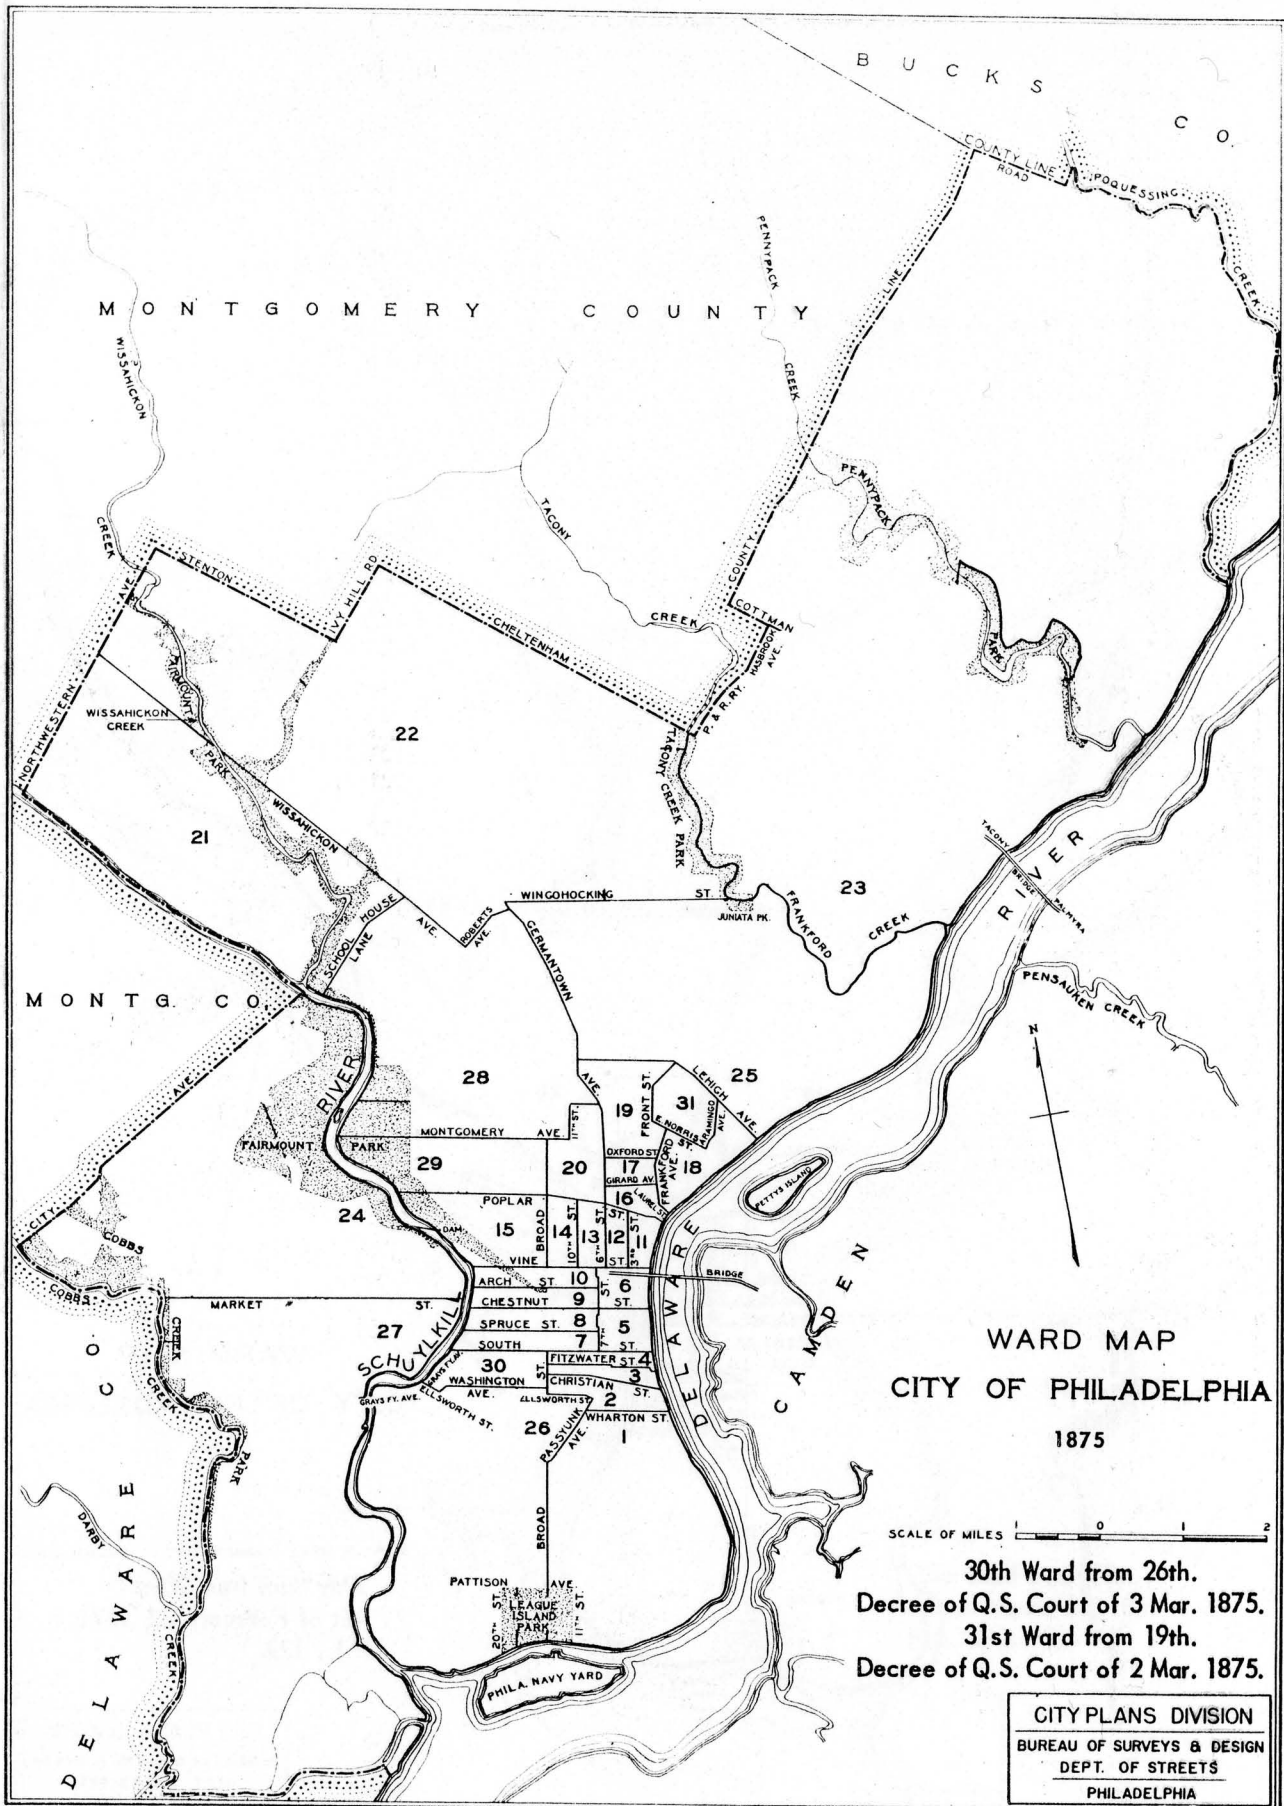 BUCKS CO.
COUNTY LINE
ROAD
POQUESSING
CREEK
PENNYPACK
CREEK
LINE
COUNTY
MONTGOMERY COUNTY
WISSAHICKON
CREEK
TACONY
CREEK
PENNYPACK
PARK
COTTMAN
HASBROOK
AVE.
P. & R. RY.
STENTON
IVY HILL RD
CHELTENHAM
NORTHWESTERN AVE.
WISSAHICKON
CREEK
FAIRMOUNT
PARK
22
TACONY CREEK PARK
21
WISSAHICKON
AVE.
SCHOOL HOUSE
LANE
ROBERTS
AVE.
WINGOHOCKING ST.
JUNIATA PK.
23
FRANKFORD
CREEK
TACONY
BRIDGE
PALMYRA
RIVER
PENSAUKEN CREEK
N
GERMANTOWN
AVE.
MONTG. CO.
CITY AVE.
RIVER
FAIRMOUNT PARK
28
25
LEHIGH AVE.
19
FRONT ST.
31
E. NORRIS
ST.
ARAMINGO
AVE.
MONTGOMERY AVE.
11TH ST.
29
20
OXFORD ST
17
GIRARD AV.
16
LAUREL ST.
FRANKFORD
AVE.
18
PETTYS ISLAND
24
POPLAR ST.
DAM
15
BROAD
14
10TH ST.
13
6TH ST.
12
3RD
11
VINE ST.
COBBS
COBBS
CREEK
CREEK
PARK
ARCH ST. 10
6
BRIDGE
MARKET ST.
CHESTNUT 9 ST.
27
SPRUCE ST. 8
7TH ST.
5
SOUTH 7 ST.
SCHUYLKILL
30
GRAYS FY. AV.
FITZWATER ST. 4
WASHINGTON
AVE.
ST.
3
CHRISTIAN ST.
GRAYS FY. AVE.
ELLSWORTH ST.
ELLSWORTH ST.
2
26
PASSYUNK
AVE.
WHARTON ST.
1
DELAWARE
CAMDEN
BROAD
DELAWARE CO.
DARBY
CREEK
PATTISON AVE.
20TH ST
LEAGUE
ISLAND
PARK
11TH ST.
PHILA. NAVY YARD
WARD MAP
CITY OF PHILADELPHIA
1875
SCALE OF MILES 1 0 1 2
30th Ward from 26th.
Decree of Q.S. Court of 3 Mar. 1875.
31st Ward from 19th.
Decree of Q.S. Court of 2 Mar. 1875.
CITY PLANS DIVISION
BUREAU OF SURVEYS & DESIGN
DEPT. OF STREETS
PHILADELPHIA